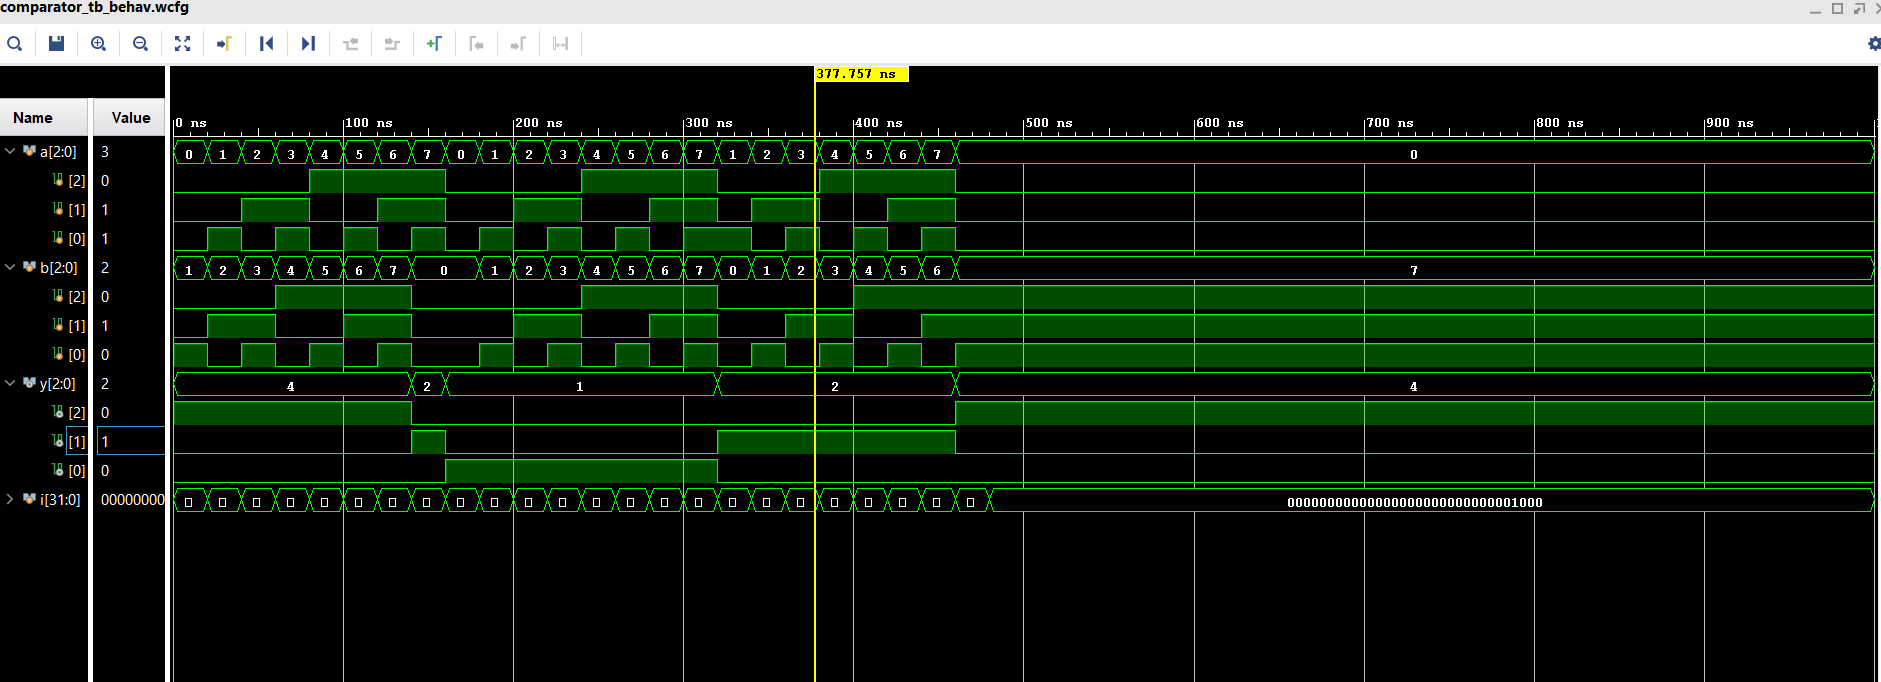 comparator_tb_behav.wcfg
377.757 ns
Name Value
0 ns 100 ns 200 ns 300 ns 400 ns 500 ns 600 ns 700 ns 800 ns 900 ns
a[2:0] 3 0 1 2 3 4 5 6 7 0 1 2 3 4 5 6 7 1 2 3 4 5 6 7 0
[2] 0
[1] 1
[0] 1
b[2:0] 2 1 2 3 4 5 6 7 0 1 2 3 4 5 6 7 0 1 2 3 4 5 6 7
[2] 0
[1] 1
[0] 0
y[2:0] 2 4 2 1 2 4
[2] 0
[1] 1
[0] 0
i[31:0] 00000000 00000000000000000000000000001000